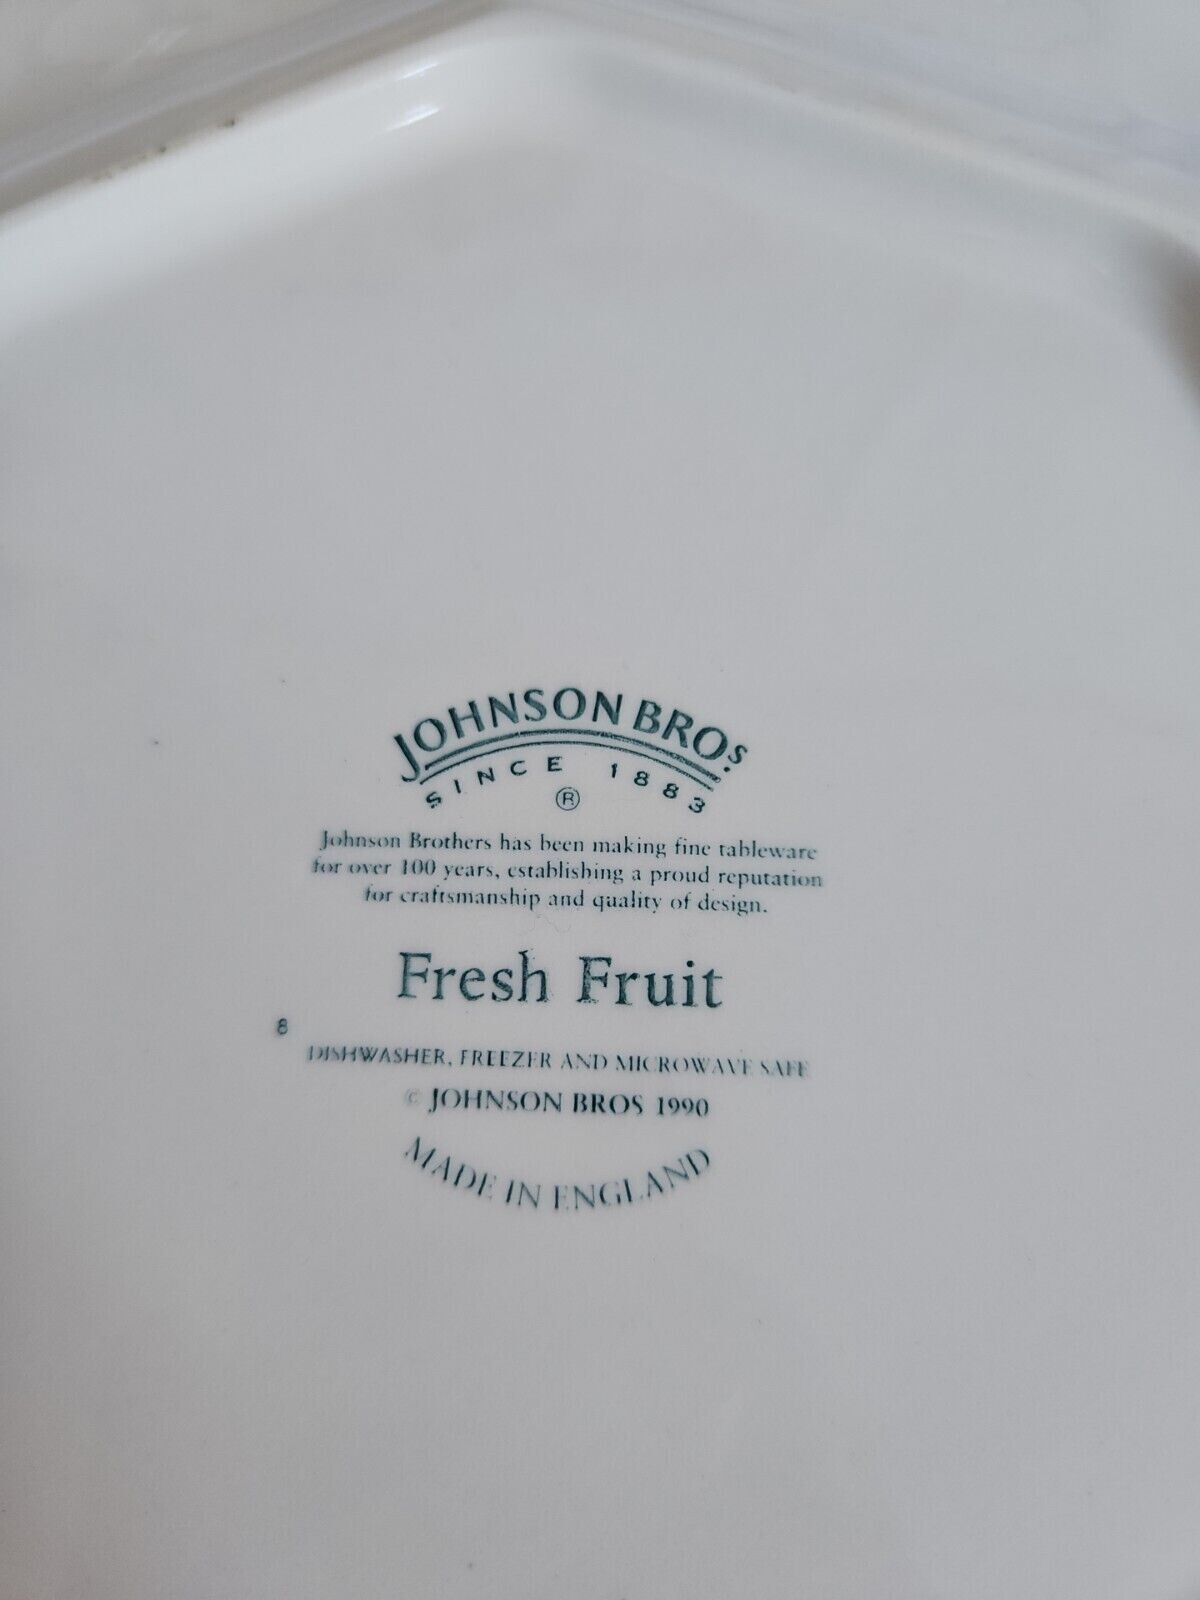 JOHNSON BROS.
SINCE 1883
®
Johnson Brothers has been making fine tableware
for over 100 years, establishing a proud reputation
for craftsmanship and quality of design.
Fresh Fruit
8
DISHWASHER, FREEZER AND MICROWAVE SAFE
© JOHNSON BROS 1990
MADE IN ENGLAND